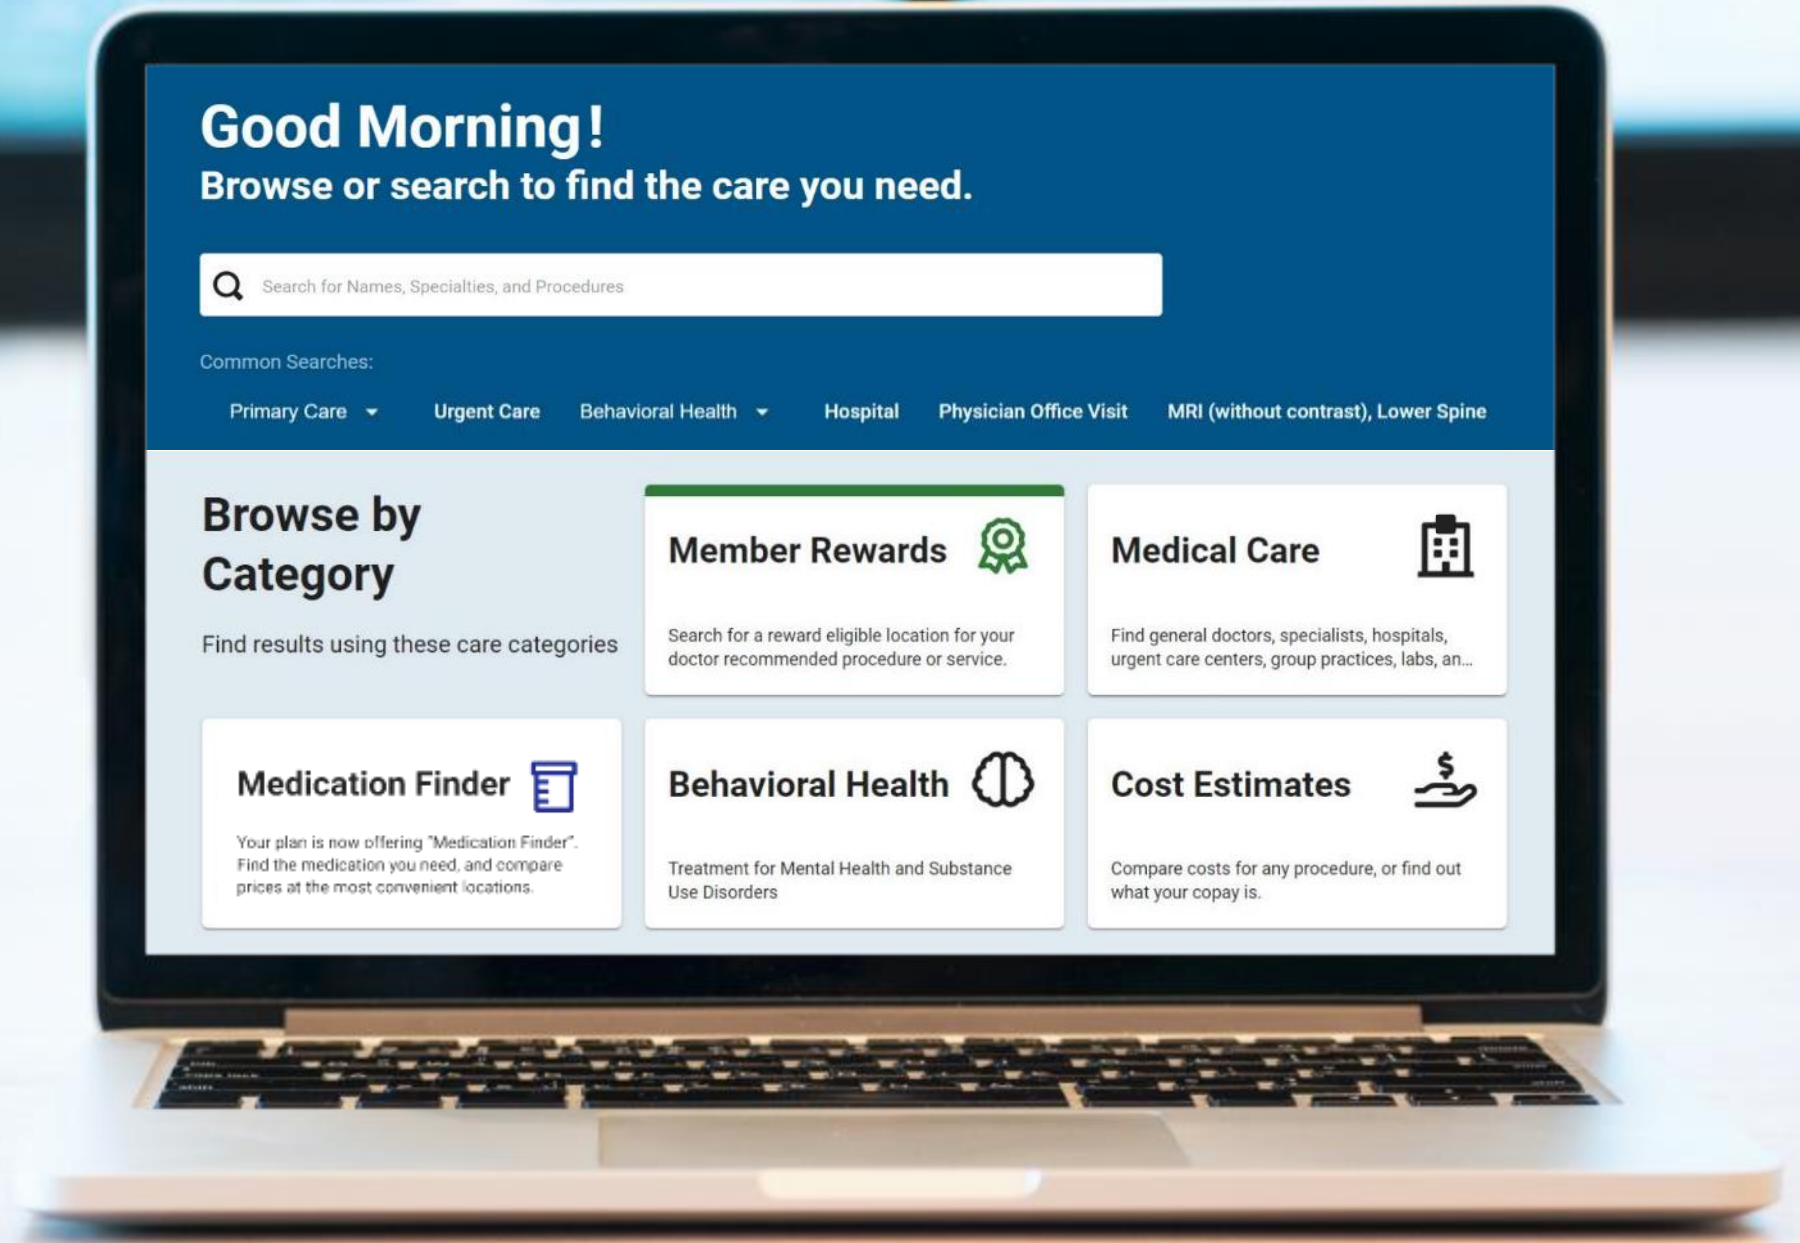 Good Morning!
Browse or search to find the care you need.
Search for Names, Specialties, and Procedures
Common Searches:
Primary Care Urgent Care Behavioral Health Hospital Physician Office Visit MRI (without contrast), Lower Spine
Browse by
Category
Find results using these care categories
Member Rewards
Search for a reward eligible location for your
doctor recommended procedure or service.
Medical Care
Find general doctors, specialists, hospitals,
urgent care centers, group practices, labs, an...
Medication Finder
Your plan is now offering "Medication Finder".
Find the medication you need, and compare
prices at the most convenient locations.
Behavioral Health
Treatment for Mental Health and Substance
Use Disorders
Cost Estimates
Compare costs for any procedure, or find out
what your copay is.